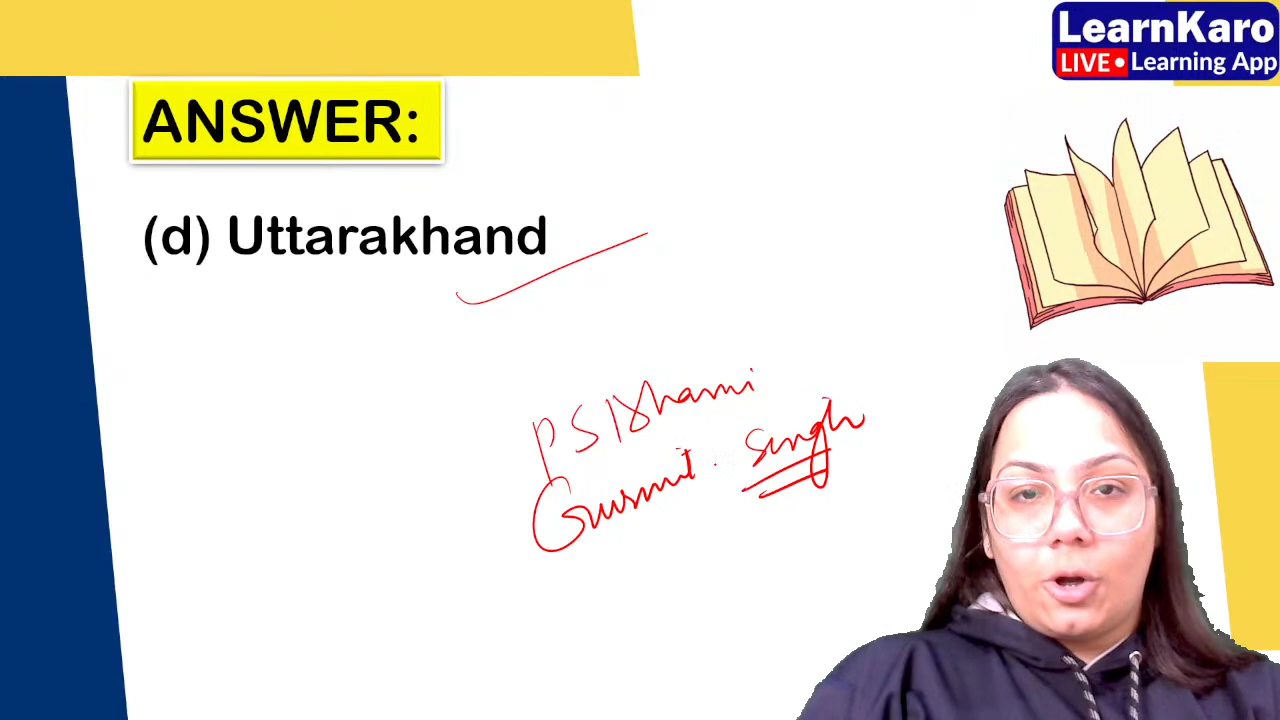 LearnKaro
LIVE • Learning App
ANSWER:
(d) Uttarakhand
P S Dhami
Gurmit. Singh